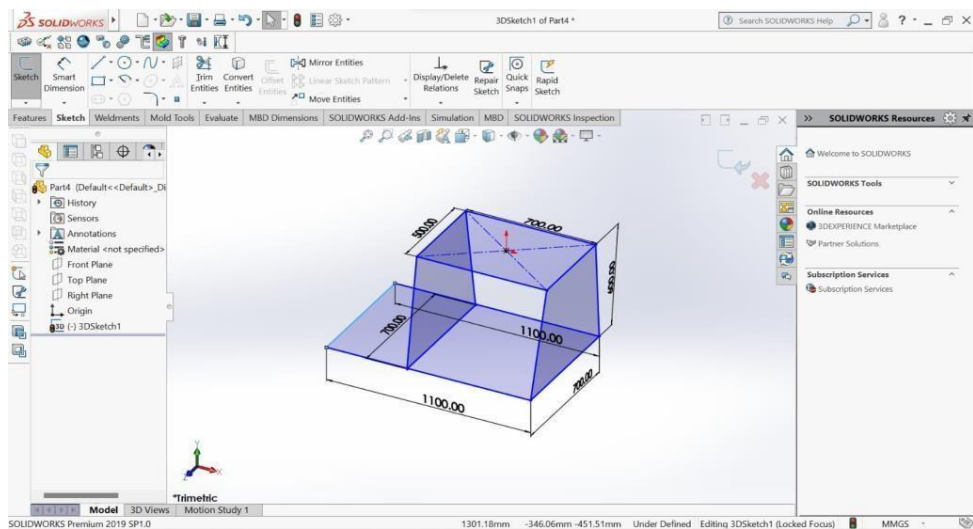 SOLIDWORKS
3DSketch1 of Part4 *
Search SOLIDWORKS Help
Sketch
Smart Dimension
Trim Entities
Convert Entities
Offset Entities
Mirror Entities
Linear Sketch Pattern
Move Entities
Display/Delete Relations
Repair Sketch
Quick Snaps
Rapid Sketch
Features Sketch Weldments Mold Tools Evaluate MBD Dimensions SOLIDWORKS Add-Ins Simulation MBD SOLIDWORKS Inspection
Part4 (Default<<Default>_Di
History
Sensors
Annotations
Material <not specified>
Front Plane
Top Plane
Right Plane
Origin
3D (-) 3DSketch1
500.00
700.00
600.00
700.00
1100.00
1100.00
700.00
*Trimetric
SOLIDWORKS Resources
Welcome to SOLIDWORKS
SOLIDWORKS Tools
Online Resources
3DEXPERIENCE Marketplace
Partner Solutions
Subscription Services
Subscription Services
Model 3D Views Motion Study 1
SOLIDWORKS Premium 2019 SP1.0
1301.18mm -346.06mm -451.51mm Under Defined Editing 3DSketch1 (Locked Focus) MMGS